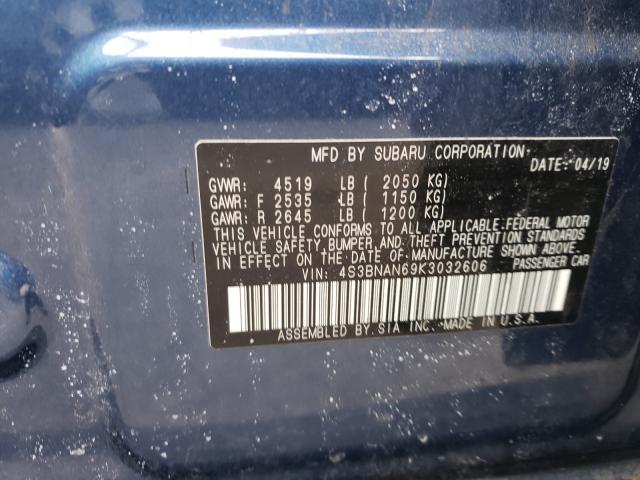 MFD BY SUBARU CORPORATION
DATE: 04/19
GVWR: 4519 LB ( 2050 KG)
GAWR: F 2535 LB ( 1150 KG)
GAWR: R 2645 LB ( 1200 KG)
THIS VEHICLE CONFORMS TO ALL APPLICABLE FEDERAL MOTOR
VEHICLE SAFETY, BUMPER, AND THEFT PREVENTION STANDARDS
IN EFFECT ON THE DATE OF MANUFACTURE SHOWN ABOVE.
VIN: 4S3BNAN69K3032606 PASSENGER CAR
ASSEMBLED BY SIA INC. MADE IN U.S.A.